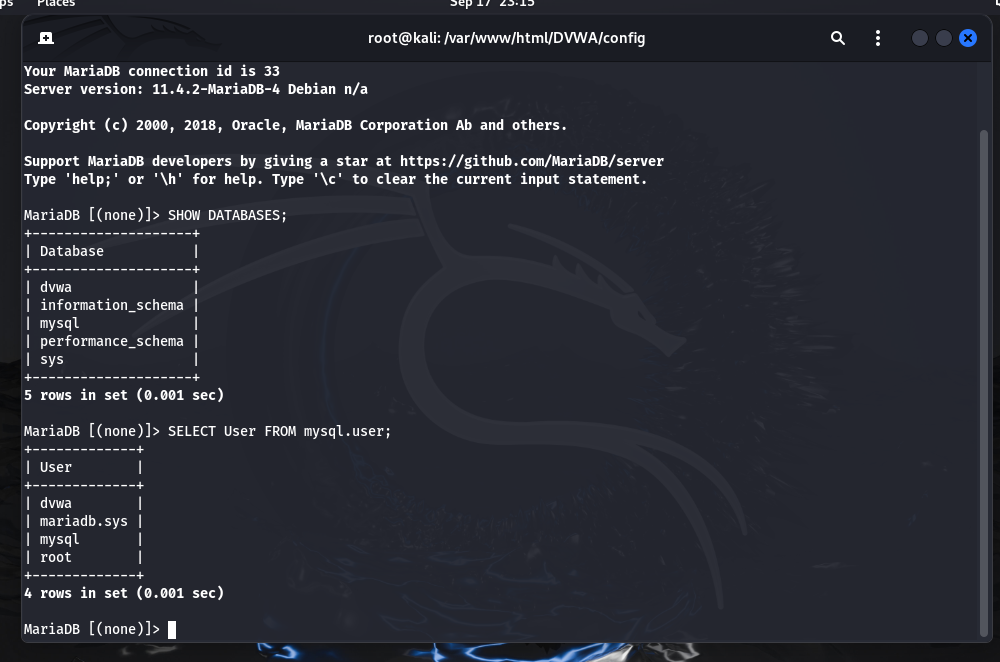 Places
Sep 17 23:15
root@kali: /var/www/html/DVWA/config
Your MariaDB connection id is 33
Server version: 11.4.2-MariaDB-4 Debian n/a
Copyright (c) 2000, 2018, Oracle, MariaDB Corporation Ab and others.
Support MariaDB developers by giving a star at https://github.com/MariaDB/server
Type 'help;' or '\h' for help. Type '\c' to clear the current input statement.
MariaDB [(none)]> SHOW DATABASES;
+--------------------+
| Database           |
+--------------------+
| dvwa               |
| information_schema |
| mysql              |
| performance_schema |
| sys                |
+--------------------+
5 rows in set (0.001 sec)
MariaDB [(none)]> SELECT User FROM mysql.user;
+-------------+
| User        |
+-------------+
| dvwa        |
| mariadb.sys |
| mysql       |
| root        |
+-------------+
4 rows in set (0.001 sec)
MariaDB [(none)]>